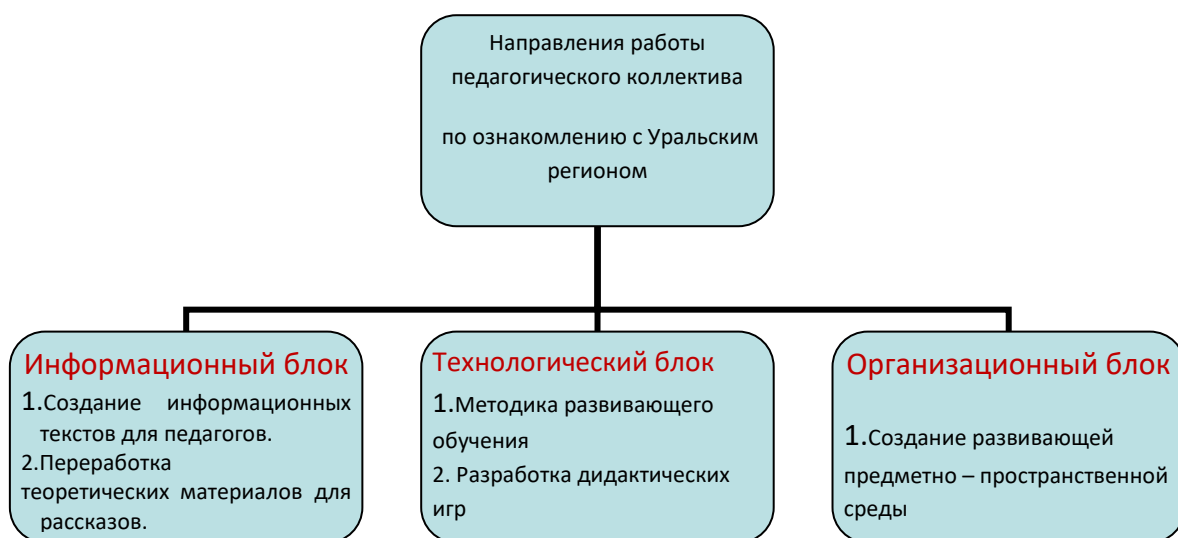 Направления работы
педагогического коллектива
по ознакомлению с Уральским
регионом
Информационный блок
1.Создание информационных
текстов для педагогов.
2.Переработка
теоретических материалов для
рассказов.
Технологический блок
1.Методика развивающего
обучения
2. Разработка дидактических
игр
Организационный блок
1.Создание развивающей
предметно – пространственной
среды